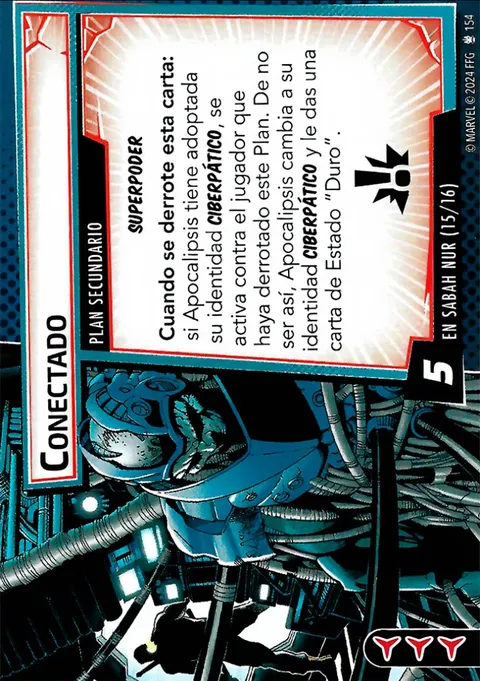 CONECTADO
PLAN SECUNDARIO
SUPERPODER
Cuando se derrote esta carta:
si Apocalipsis tiene adoptada
su identidad CIBERPÁTICO, se
activa contra el jugador que
haya derrotado este Plan. De no
ser así, Apocalipsis cambia a su
identidad CIBERPÁTICO y le das una
carta de Estado “Duro”.
5
EN SABAH NUR (15/16)
© MARVEL © 2024 FFG 154